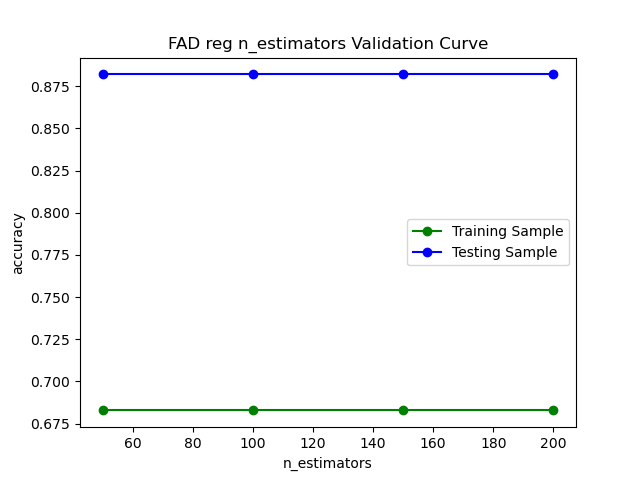 FAD reg n_estimators Validation Curve
0.875
0.850
0.825
0.800
0.775
0.750
0.725
0.700
0.675
accuracy
Training Sample
Testing Sample
60 80 100 120 140 160 180 200
n_estimators